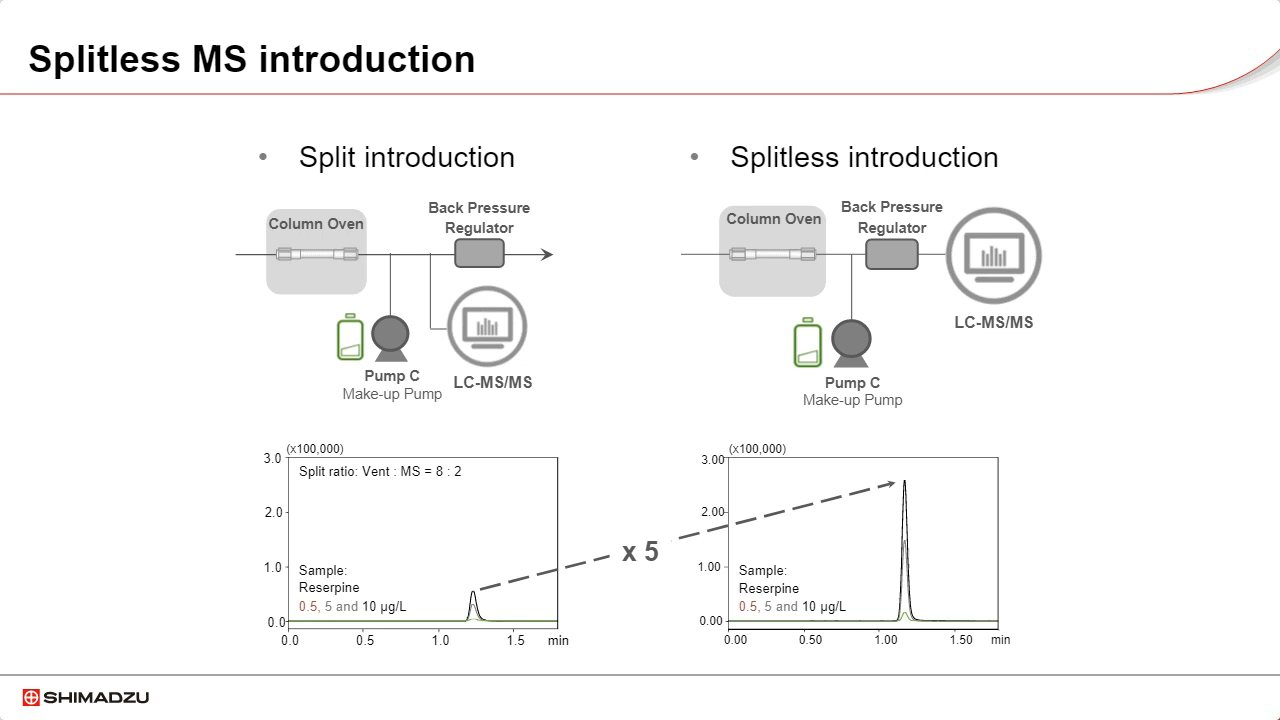 Splitless MS introduction
• Split introduction
Column Oven
Back Pressure
Regulator
Pump C
Make-up Pump
LC-MS/MS
(x100,000)
3.0
2.0
1.0
0.0
Split ratio: Vent : MS = 8 : 2
Sample:
Reserpine
0.5, 5 and 10 µg/L
0.0 0.5 1.0 1.5 min
x 5
• Splitless introduction
Column Oven
Back Pressure
Regulator
LC-MS/MS
Pump C
Make-up Pump
(x100,000)
3.00
2.00
1.00
0.00
Sample:
Reserpine
0.5, 5 and 10 µg/L
0.00 0.50 1.00 1.50 min
SHIMADZU